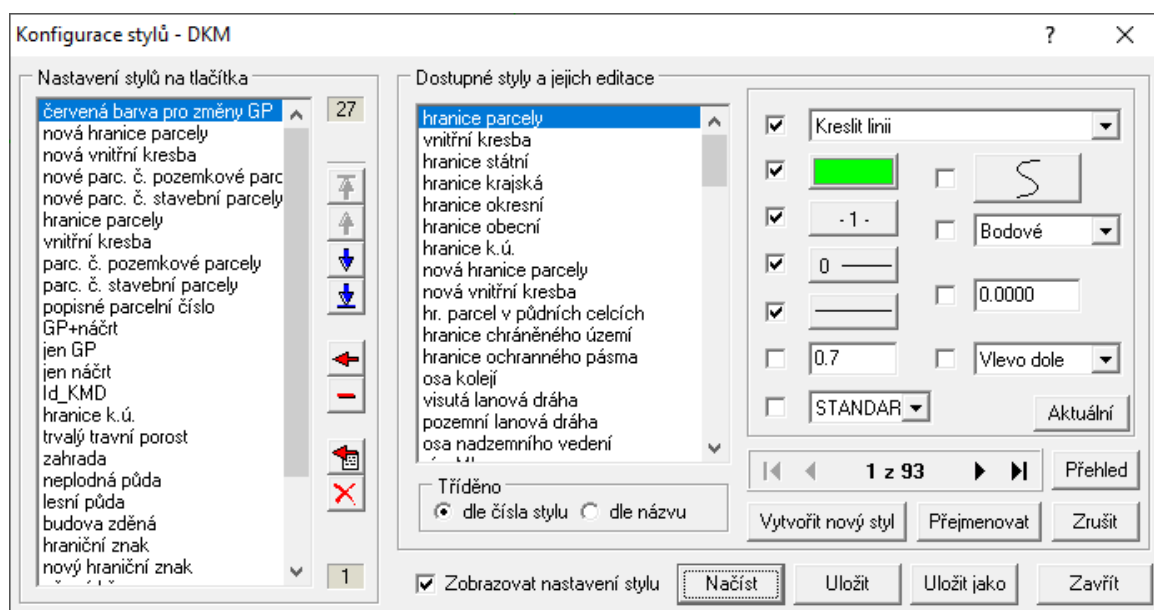 Konfigurace stylů - DKM
?
Nastavení stylů na tlačítka
červená barva pro změny GP
nová hranice parcely
nová vnitřní kresba
nové parc. č. pozemkové parc
nové parc. č. stavební parcely
hranice parcely
vnitřní kresba
parc. č. pozemkové parcely
parc. č. stavební parcely
popisné parcelní číslo
GP+náčrt
jen GP
jen náčrt
Id_KMD
hranice k.ú.
trvalý travní porost
zahrada
neplodná půda
lesní půda
budova zděná
hraniční znak
nový hraniční znak
27
1
Dostupné styly a jejich editace
hranice parcely
vnitřní kresba
hranice státní
hranice krajská
hranice okresní
hranice obecní
hranice k.ú.
nová hranice parcely
nová vnitřní kresba
hr. parcel v půdních celcích
hranice chráněného území
hranice ochranného pásma
osa kolejí
visutá lanová dráha
pozemní lanová dráha
osa nadzemního vedení
Tříděno
dle čísla stylu
dle názvu
Kreslit linii
- 1 -
Bodové
0
0.0000
0.7
Vlevo dole
STANDAR
Aktuální
1 z 93
Přehled
Vytvořit nový styl
Přejmenovat
Zrušit
Zobrazovat nastavení stylu
Načíst
Uložit
Uložit jako
Zavřít